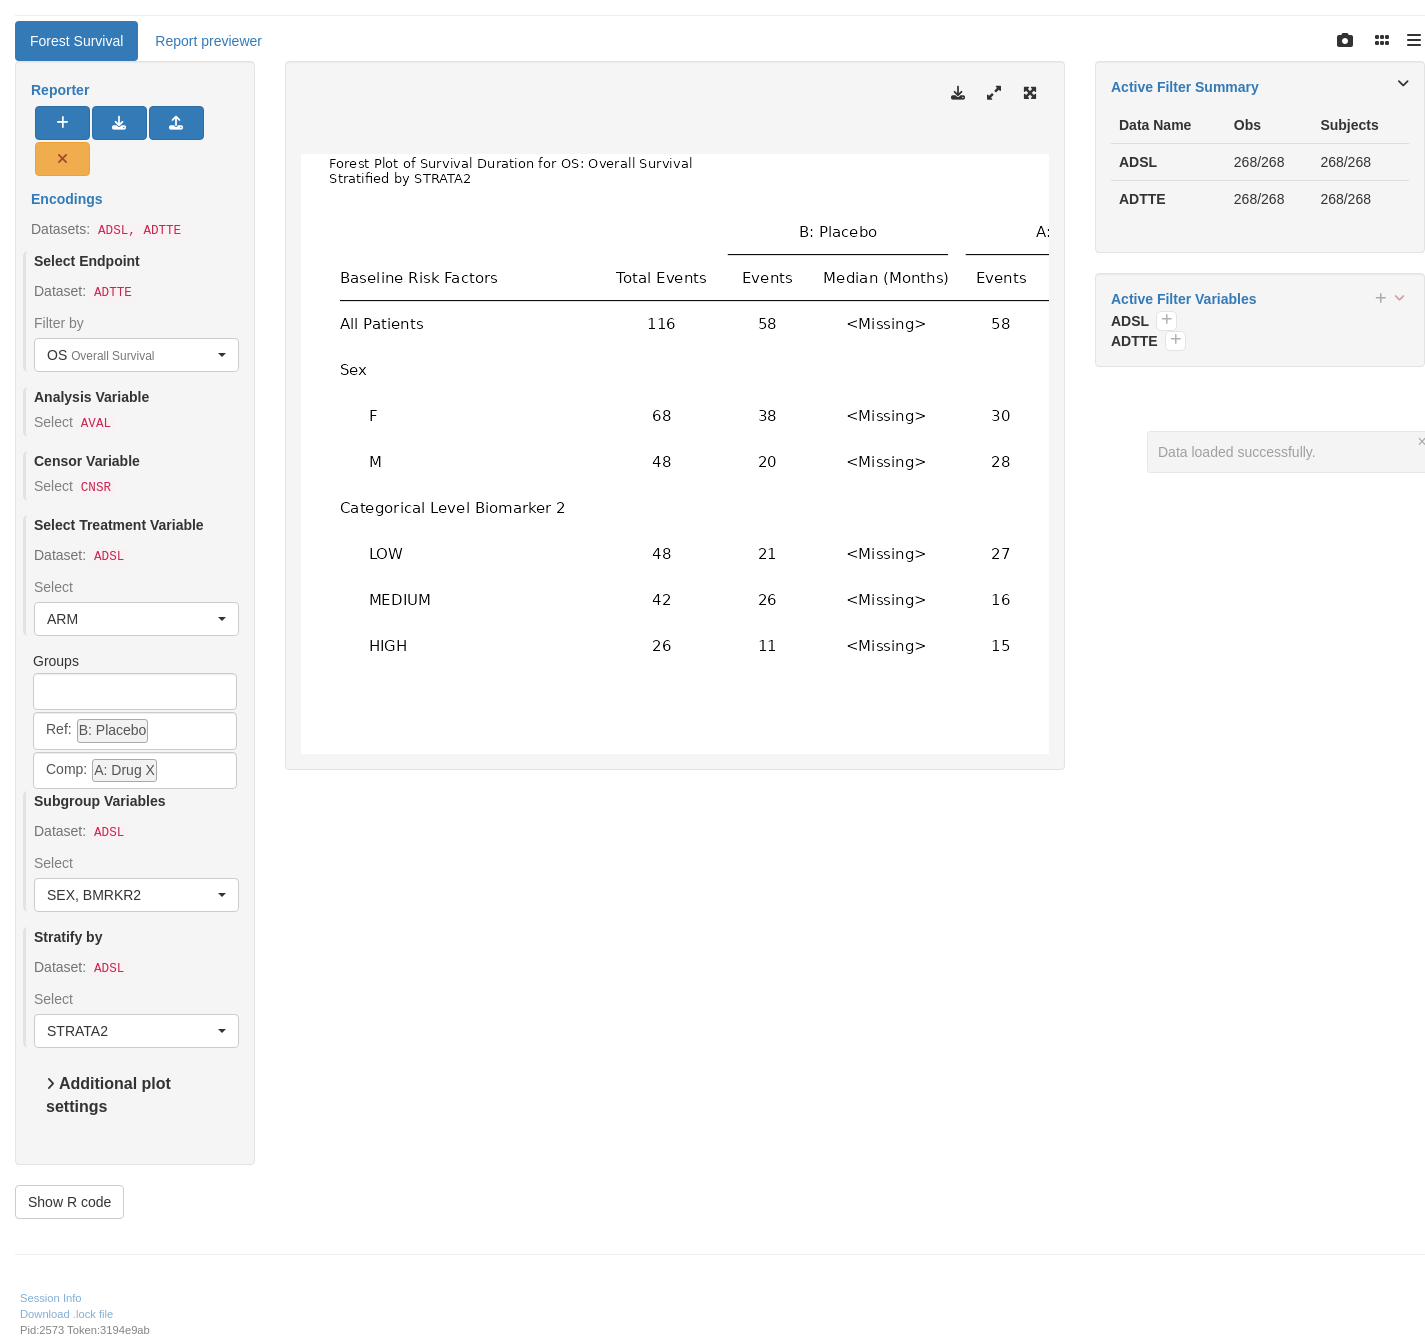 Forest Survival
Report previewer
Reporter
Encodings
Datasets: ADSL, ADTTE
Select Endpoint
Dataset: ADTTE
Filter by
OS Overall Survival
Analysis Variable
Select AVAL
Censor Variable
Select CNSR
Select Treatment Variable
Dataset: ADSL
Select
ARM
Groups
Ref: B: Placebo
Comp: A: Drug X
Subgroup Variables
Dataset: ADSL
Select
SEX, BMRKR2
Stratify by
Dataset: ADSL
Select
STRATA2
Additional plot
settings
Show R code
Forest Plot of Survival Duration for OS: Overall Survival
Stratified by STRATA2
B: Placebo A:
Baseline Risk Factors Total Events Events Median (Months) Events
All Patients 116 58 <Missing> 58
Sex
F 68 38 <Missing> 30
M 48 20 <Missing> 28
Categorical Level Biomarker 2
LOW 48 21 <Missing> 27
MEDIUM 42 26 <Missing> 16
HIGH 26 11 <Missing> 15
Active Filter Summary
Data Name Obs Subjects
ADSL 268/268 268/268
ADTTE 268/268 268/268
Active Filter Variables
ADSL
ADTTE
Data loaded successfully.
Session Info
Download .lock file
Pid:2573 Token:3194e9ab